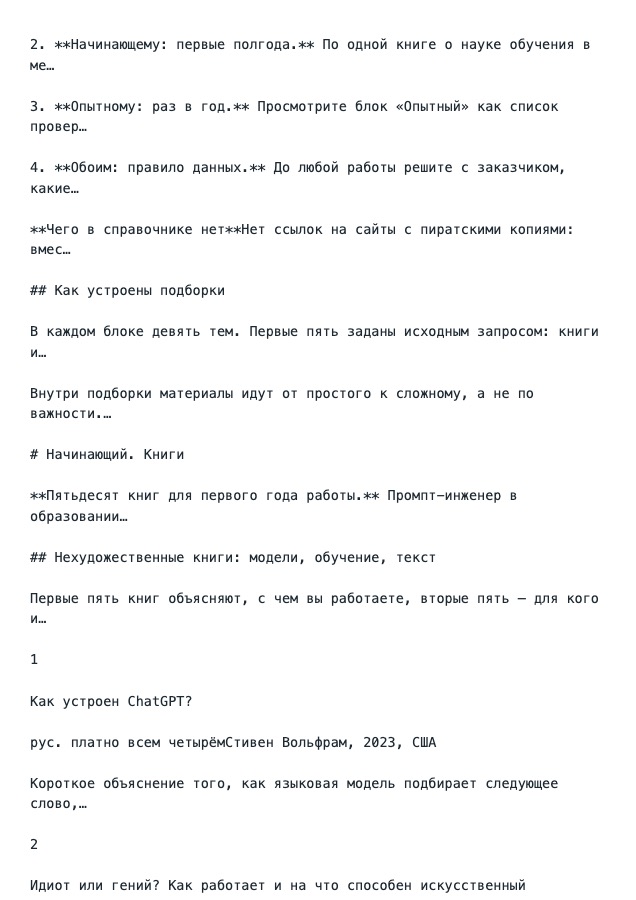 2. **Начинающему: первые полгода.** По одной книге о науке обучения в
ме…
3. **Опытному: раз в год.** Просмотрите блок «Опытный» как список
провер…
4. **Обоим: правило данных.** До любой работы решите с заказчиком,
какие…
**Чего в справочнике нет**Нет ссылок на сайты с пиратскими копиями:
вмес…
## Как устроены подборки
В каждом блоке девять тем. Первые пять заданы исходным запросом: книги
и…
Внутри подборки материалы идут от простого к сложному, а не по
важности.…
# Начинающий. Книги
**Пятьдесят книг для первого года работы.** Промпт-инженер в
образовании…
## Нехудожественные книги: модели, обучение, текст
Первые пять книг объясняют, с чем вы работаете, вторые пять — для кого
и…
1
Как устроен ChatGPT?
рус. платно всем четырёмСтивен Вольфрам, 2023, США
Короткое объяснение того, как языковая модель подбирает следующее
слово,…
2
Идиот или гений? Как работает и на что способен искусственный